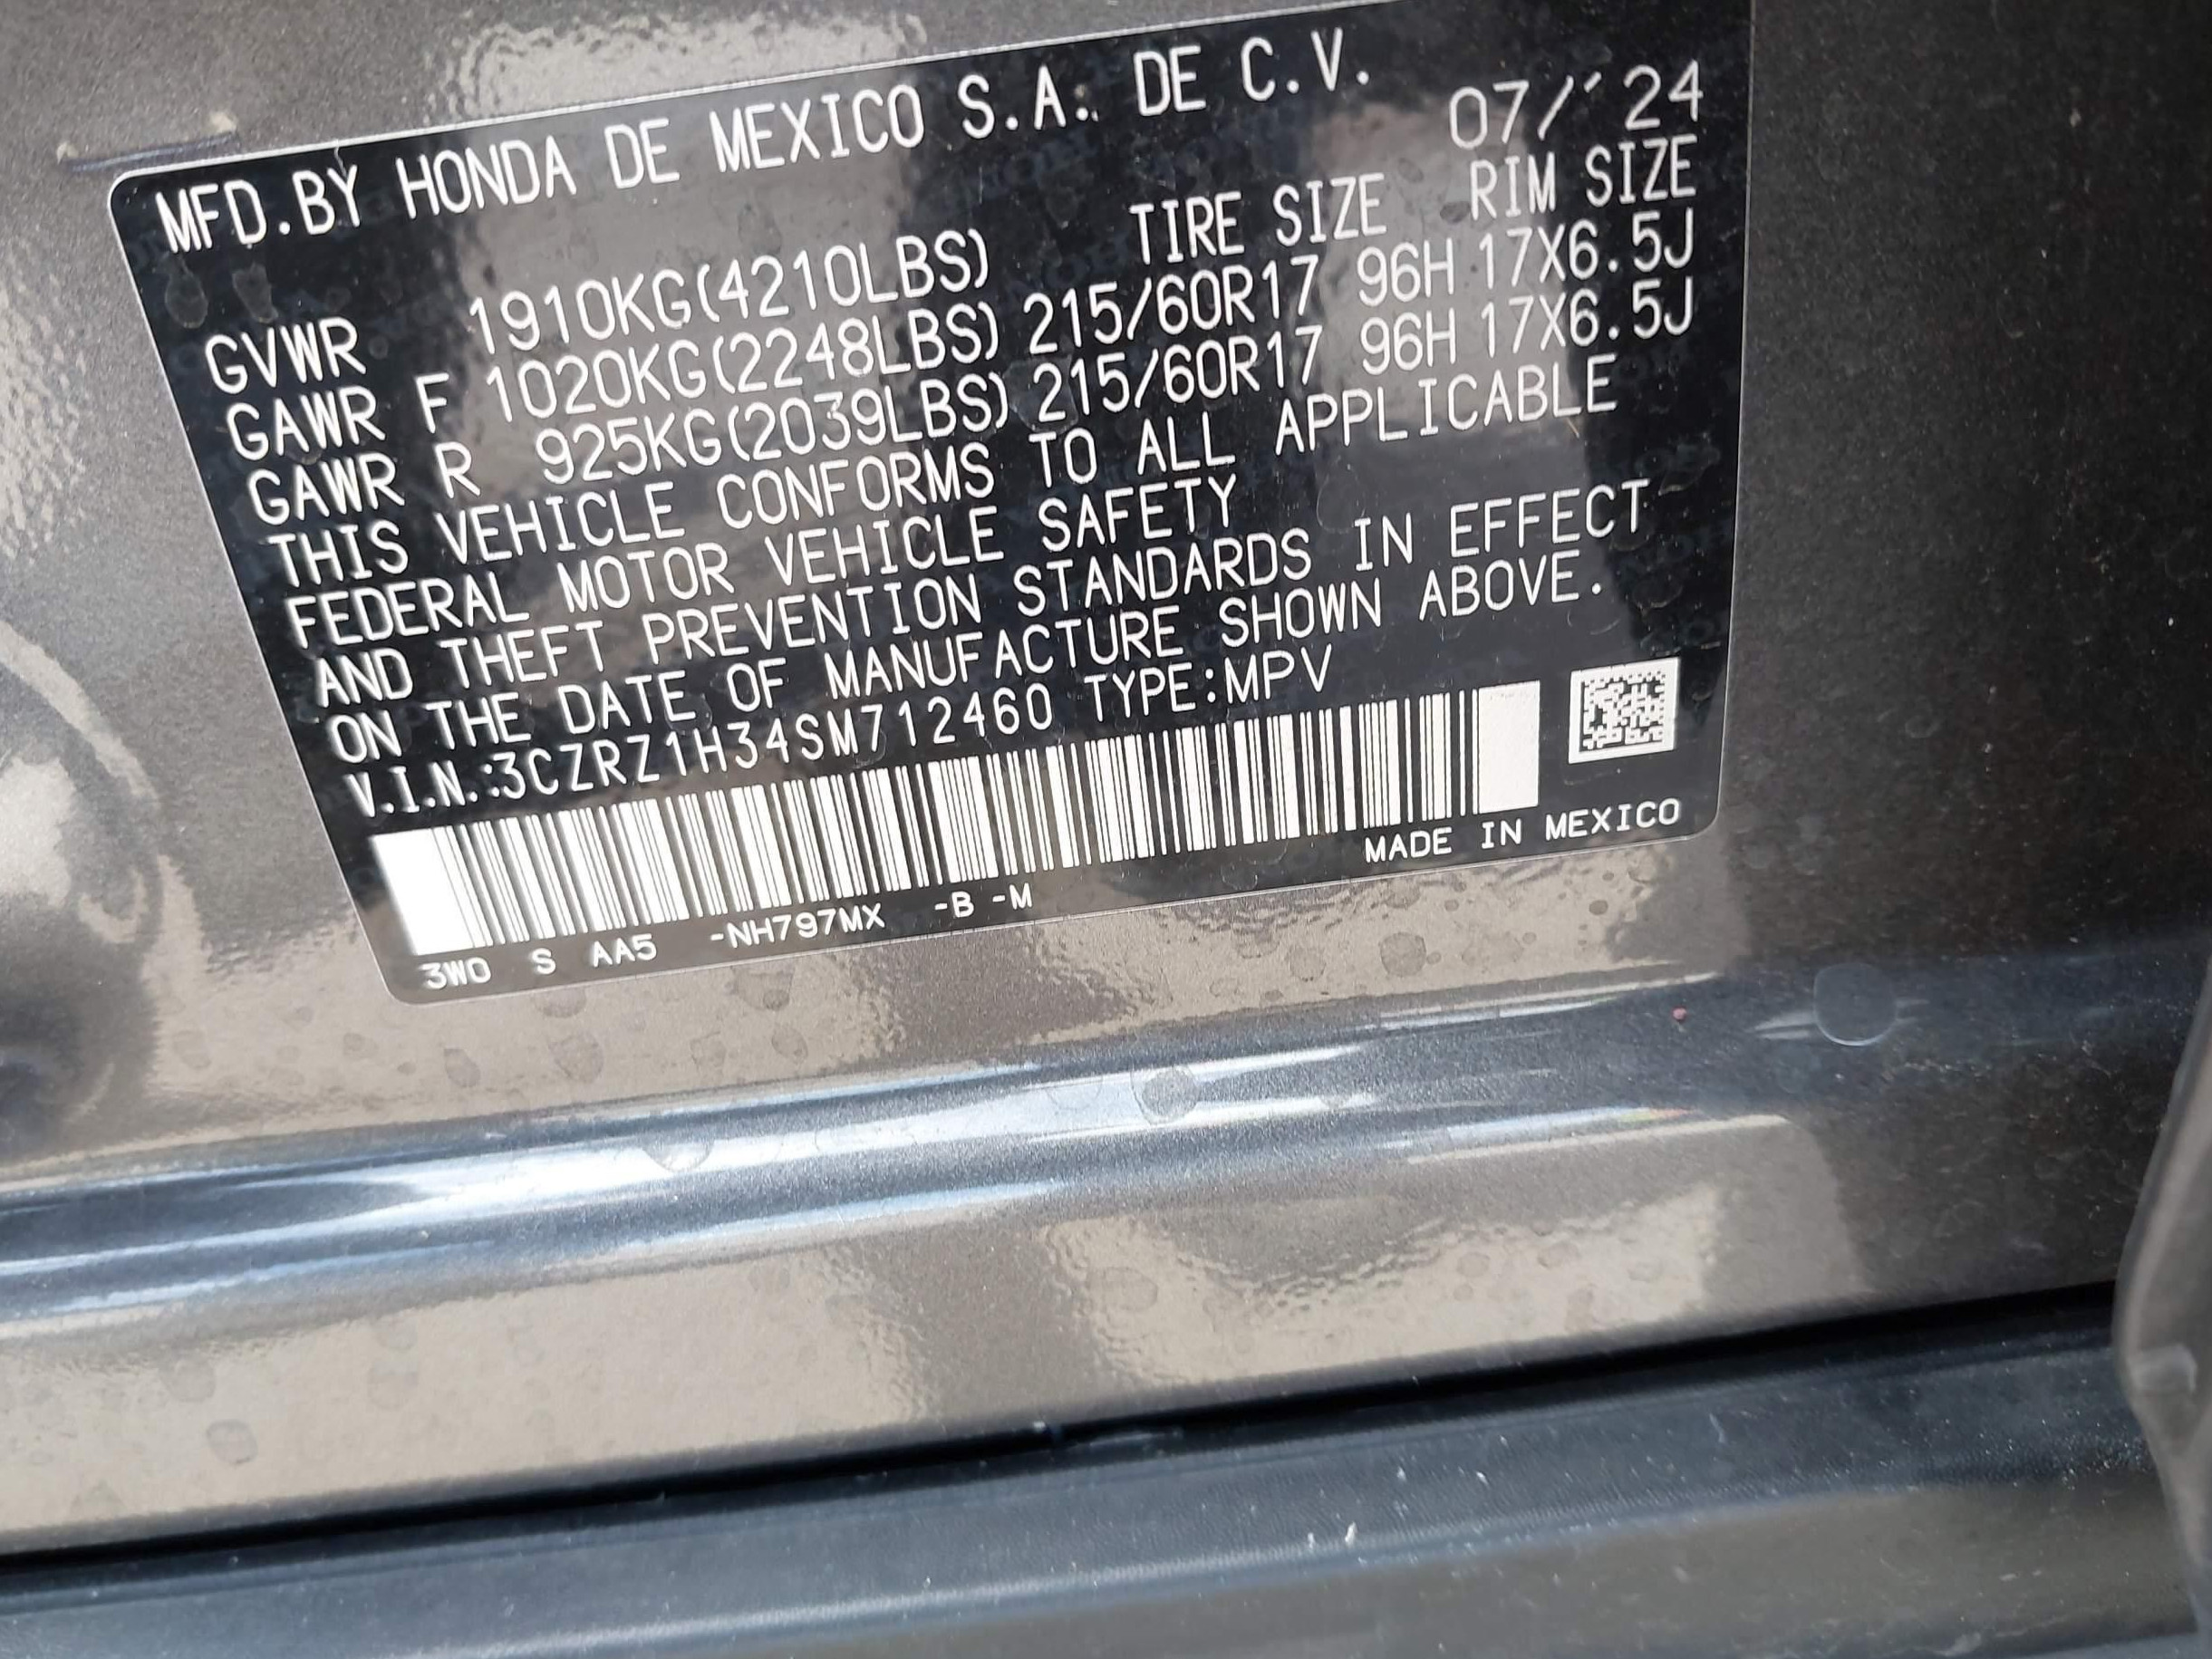 MFD.BY HONDA DE MEXICO S.A. DE C.V.
07/'24
TIRE SIZE RIM SIZE
GVWR 1910KG(4210LBS)
GAWR F 1020KG(2248LBS) 215/60R17 96H 17X6.5J
GAWR R 925KG(2039LBS) 215/60R17 96H 17X6.5J
THIS VEHICLE CONFORMS TO ALL APPLICABLE
FEDERAL MOTOR VEHICLE SAFETY
AND THEFT PREVENTION STANDARDS IN EFFECT
ON THE DATE OF MANUFACTURE SHOWN ABOVE.
V.I.N.:3CZRZ1H34SM712460 TYPE:MPV
MADE IN MEXICO
3W0 S AA5 -NH797MX -B -M